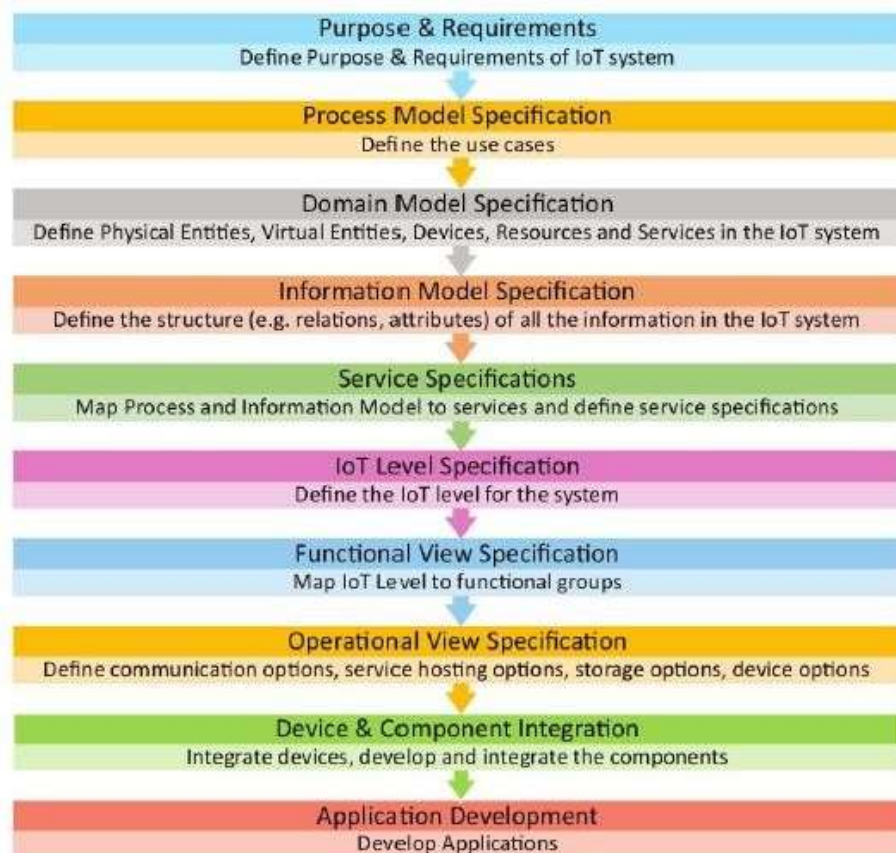 Purpose & Requirements
Define Purpose & Requirements of IoT system
Process Model Specification
Define the use cases
Domain Model Specification
Define Physical Entities, Virtual Entities, Devices, Resources and Services in the IoT system
Information Model Specification
Define the structure (e.g. relations, attributes) of all the information in the IoT system
Service Specifications
Map Process and Information Model to services and define service specifications
IoT Level Specification
Define the IoT level for the system
Functional View Specification
Map IoT Level to functional groups
Operational View Specification
Define communication options, service hosting options, storage options, device options
Device & Component Integration
Integrate devices, develop and integrate the components
Application Development
Develop Applications